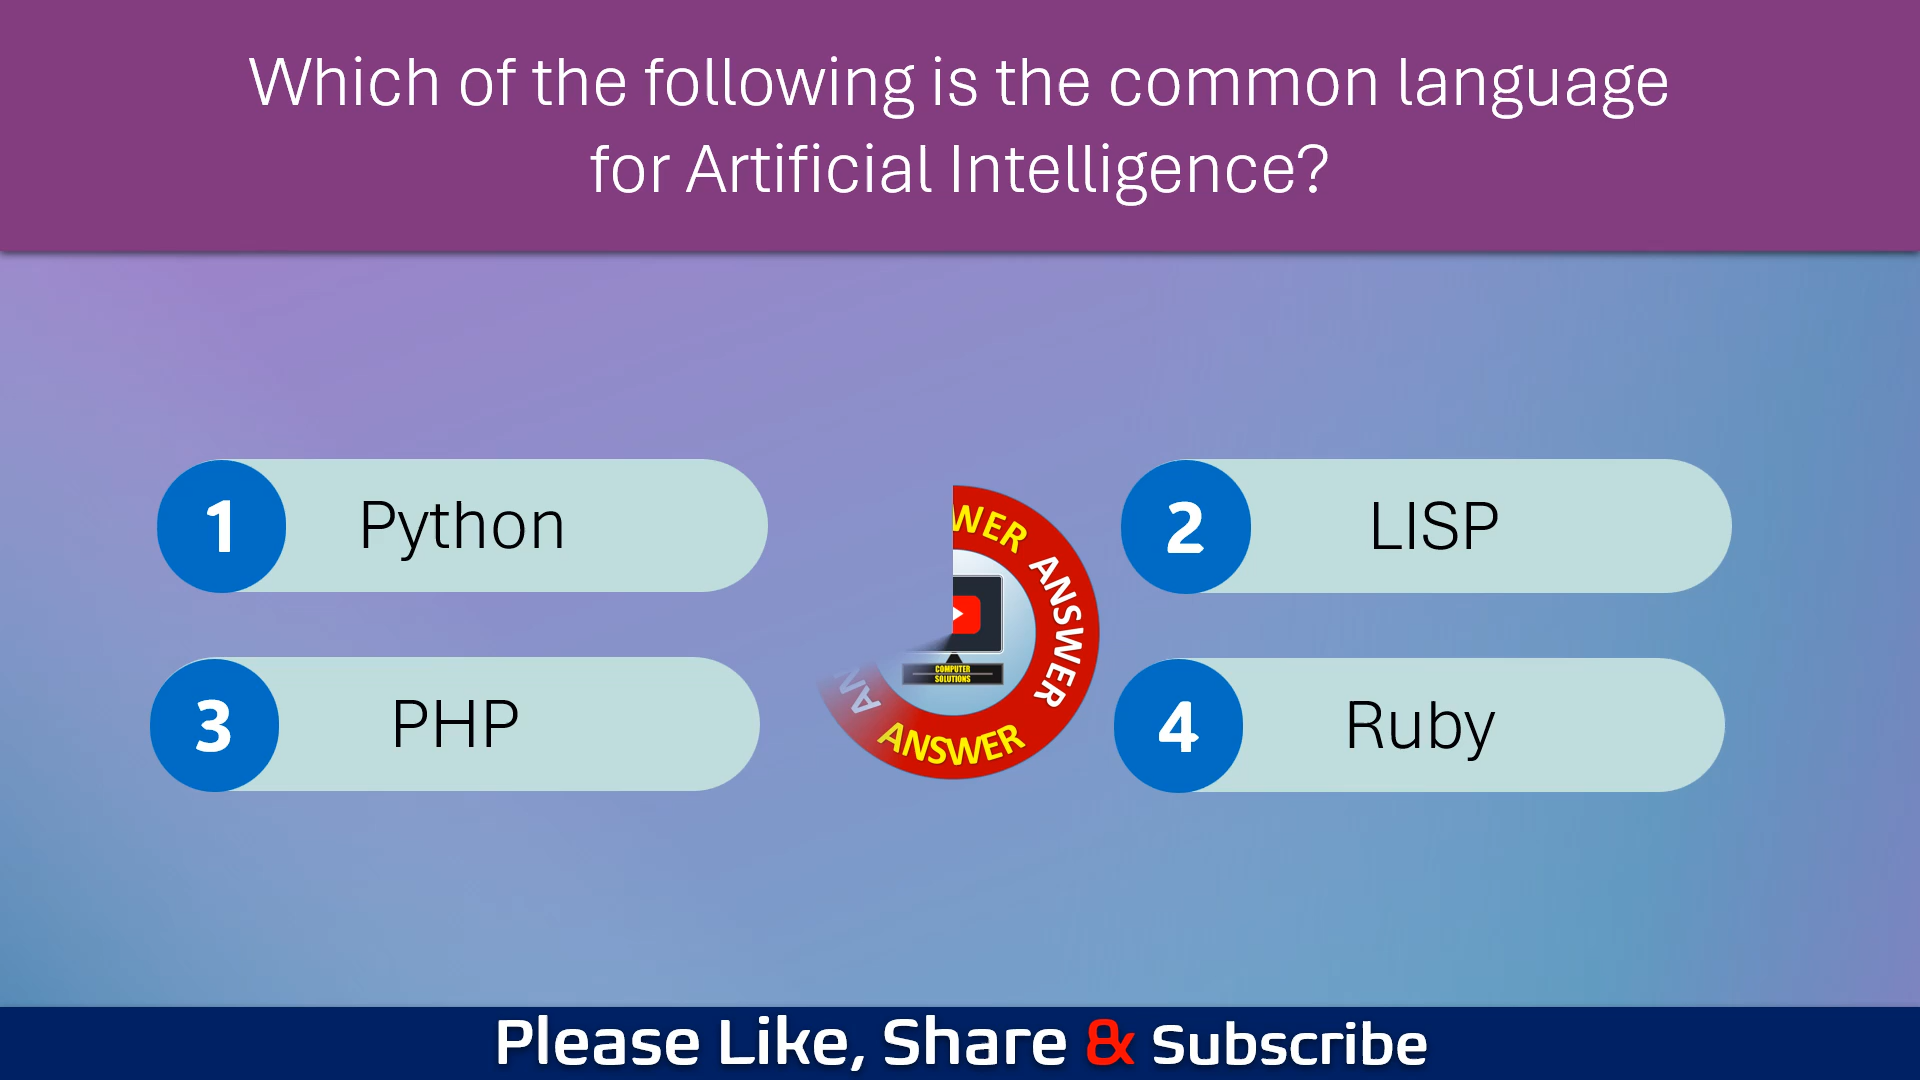 Which of the following is the common language
for Artificial Intelligence?
1 Python
2 LISP
WER ANSWER ANSWER AN
COMPUTER
SOLUTIONS
3 PHP
4 Ruby
Please Like, Share & Subscribe